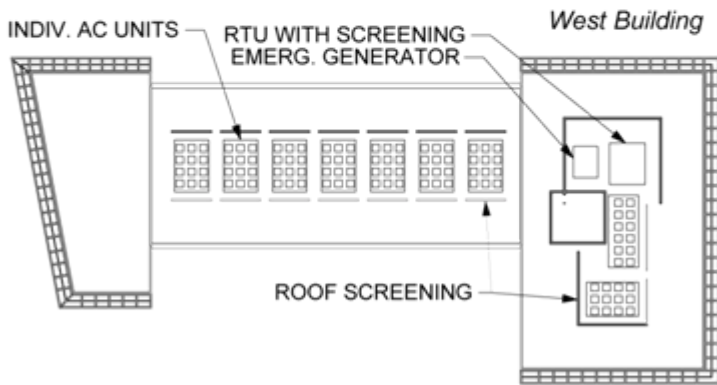 West Building
INDIV. AC UNITS
RTU WITH SCREENING
EMERG. GENERATOR
ROOF SCREENING